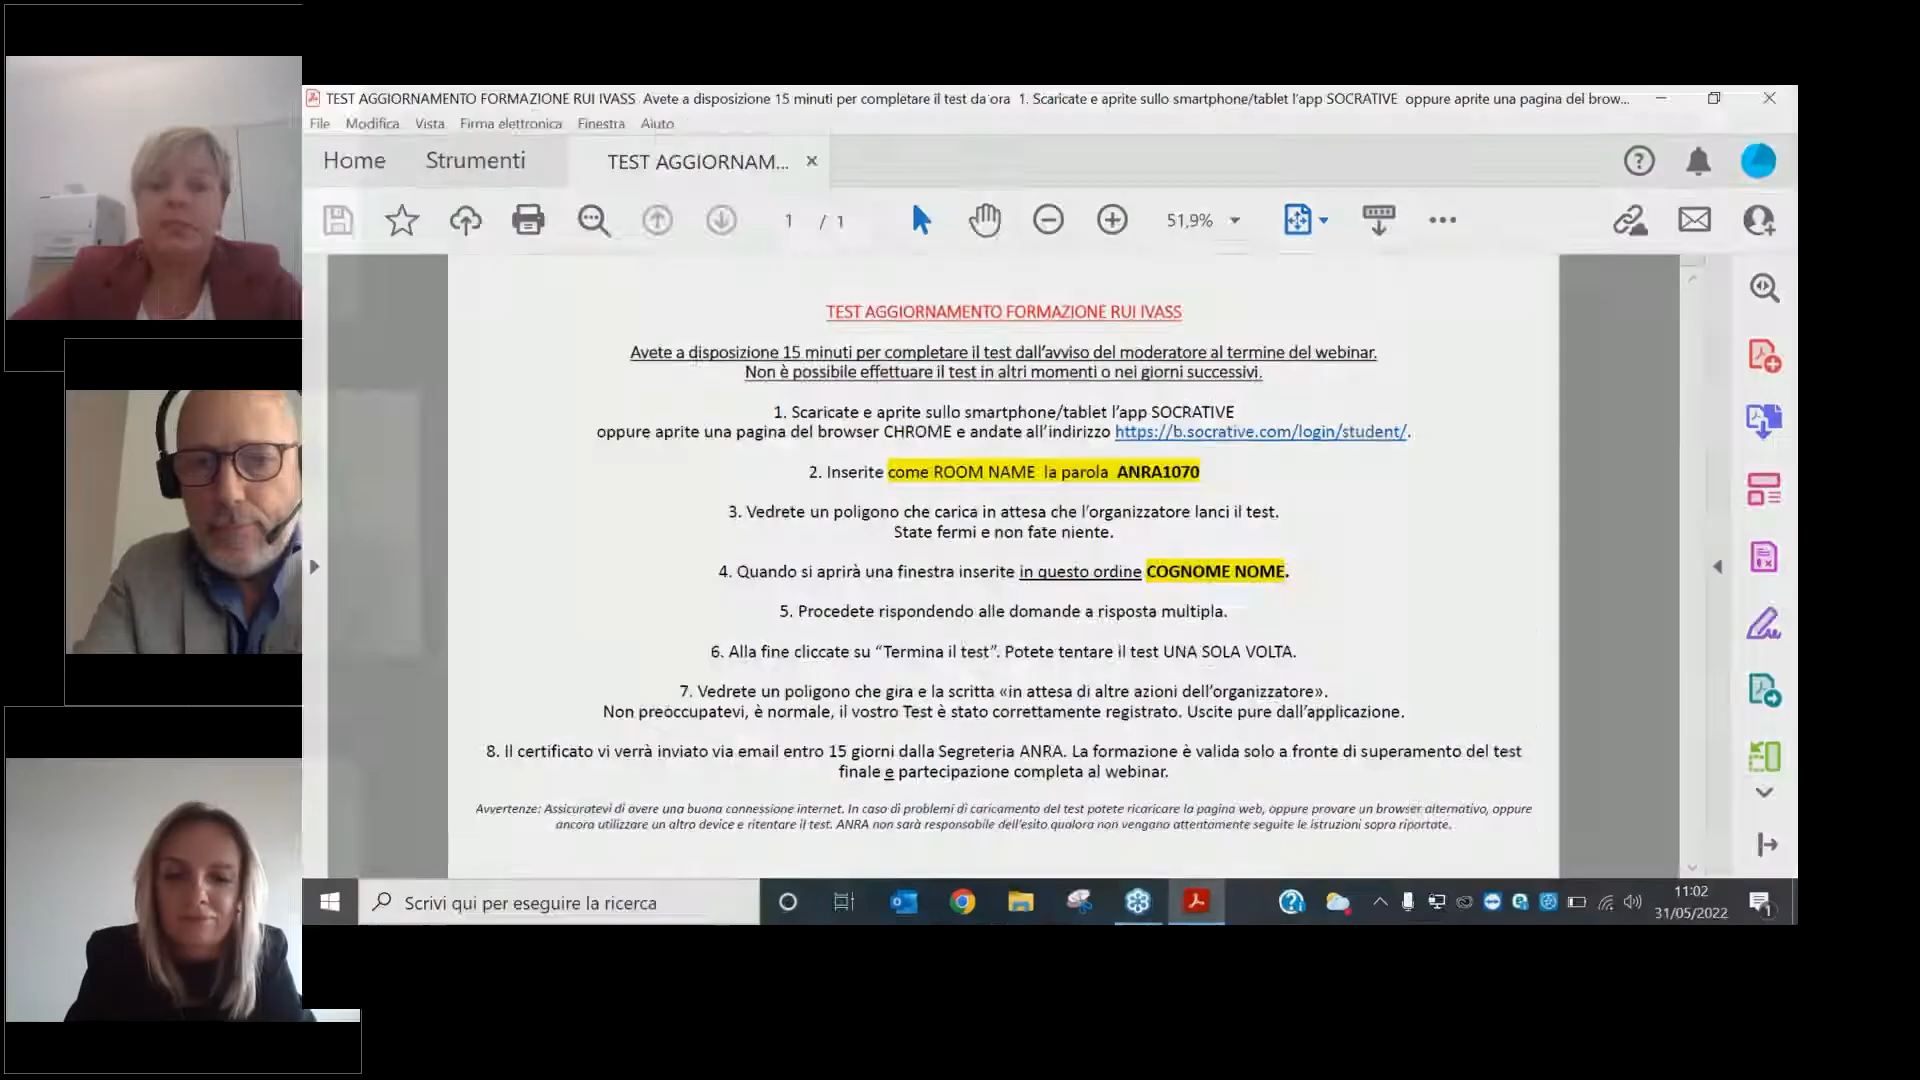 TEST AGGIORNAMENTO FORMAZIONE RUI IVASS Avete a disposizione 15 minuti per completare il test da ora 1. Scaricate e aprite sullo smartphone/tablet l'app SOCRATIVE oppure aprite una pagina del brow...
File Modifica Vista Firma elettronica Finestra Aiuto
Home Strumenti TEST AGGIORNAM...
1 / 1 51,9%
TEST AGGIORNAMENTO FORMAZIONE RUI IVASS
Avete a disposizione 15 minuti per completare il test dall'avviso del moderatore al termine del webinar.
Non è possibile effettuare il test in altri momenti o nei giorni successivi.
1. Scaricate e aprite sullo smartphone/tablet l'app SOCRATIVE
oppure aprite una pagina del browser CHROME e andate all'indirizzo https://b.socrative.com/login/student/.
2. Inserite come ROOM NAME la parola ANRA1070
3. Vedrete un poligono che carica in attesa che l'organizzatore lanci il test.
State fermi e non fate niente.
4. Quando si aprirà una finestra inserite in questo ordine COGNOME NOME.
5. Procedete rispondendo alle domande a risposta multipla.
6. Alla fine cliccate su “Termina il test”. Potete tentare il test UNA SOLA VOLTA.
7. Vedrete un poligono che gira e la scritta «in attesa di altre azioni dell'organizzatore».
Non preoccupatevi, è normale, il vostro Test è stato correttamente registrato. Uscite pure dall'applicazione.
8. Il certificato vi verrà inviato via email entro 15 giorni dalla Segreteria ANRA. La formazione è valida solo a fronte di superamento del test
finale e partecipazione completa al webinar.
Avvertenze: Assicuratevi di avere una buona connessione internet. In caso di problemi di caricamento del test potete ricaricare la pagina web, oppure provare un browser alternativo, oppure
ancora utilizzare un altro device e ritentare il test. ANRA non sarà responsabile dell'esito qualora non vengano attentamente seguite le istruzioni sopra riportate.
Scrivi qui per eseguire la ricerca
11:02
31/05/2022
1